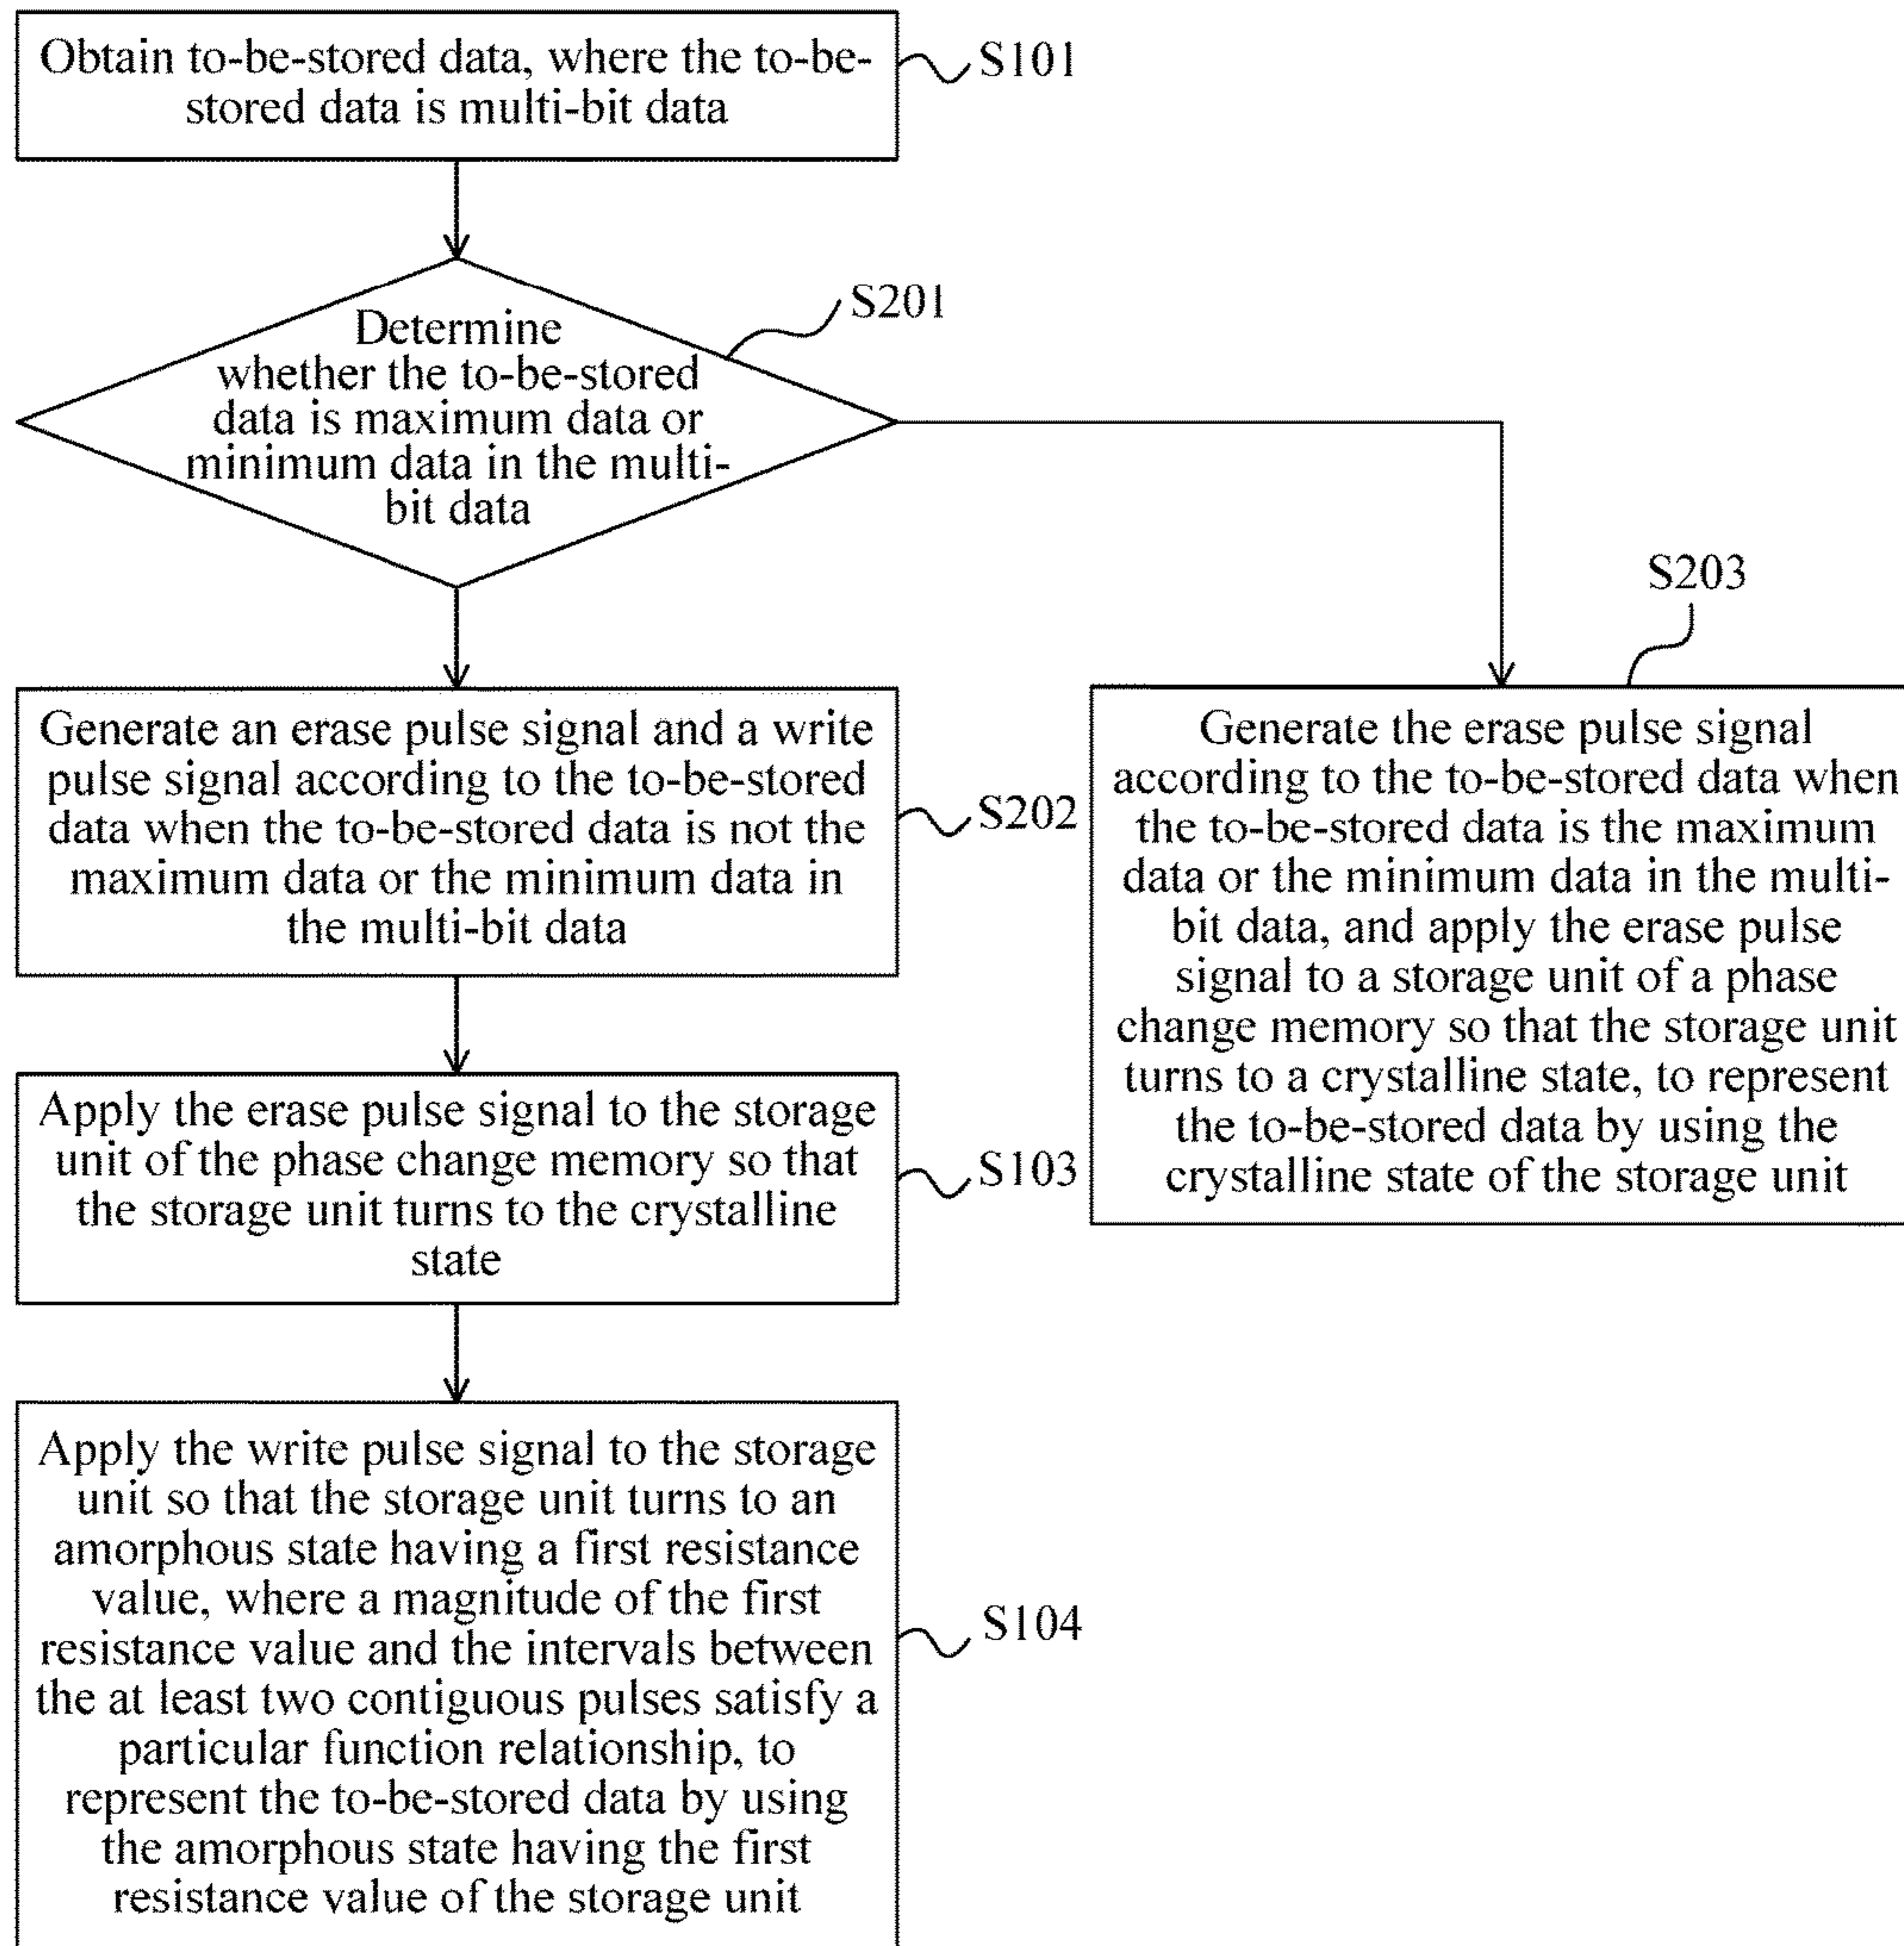 Obtain to-be-stored data, where the to-be-
stored data is multi-bit data
S101
Determine
whether the to-be-stored
data is maximum data or
minimum data in the multi-
bit data
S201
Generate an erase pulse signal and a write
pulse signal according to the to-be-stored
data when the to-be-stored data is not the
maximum data or the minimum data in
the multi-bit data
S202
S203
Generate the erase pulse signal
according to the to-be-stored data when
the to-be-stored data is the maximum
data or the minimum data in the multi-
bit data, and apply the erase pulse
signal to a storage unit of a phase
change memory so that the storage unit
turns to a crystalline state, to represent
the to-be-stored data by using the
crystalline state of the storage unit
Apply the erase pulse signal to the storage
unit of the phase change memory so that
the storage unit turns to the crystalline
state
S103
Apply the write pulse signal to the storage
unit so that the storage unit turns to an
amorphous state having a first resistance
value, where a magnitude of the first
resistance value and the intervals between
the at least two contiguous pulses satisfy a
particular function relationship, to
represent the to-be-stored data by using
the amorphous state having the first
resistance value of the storage unit
S104